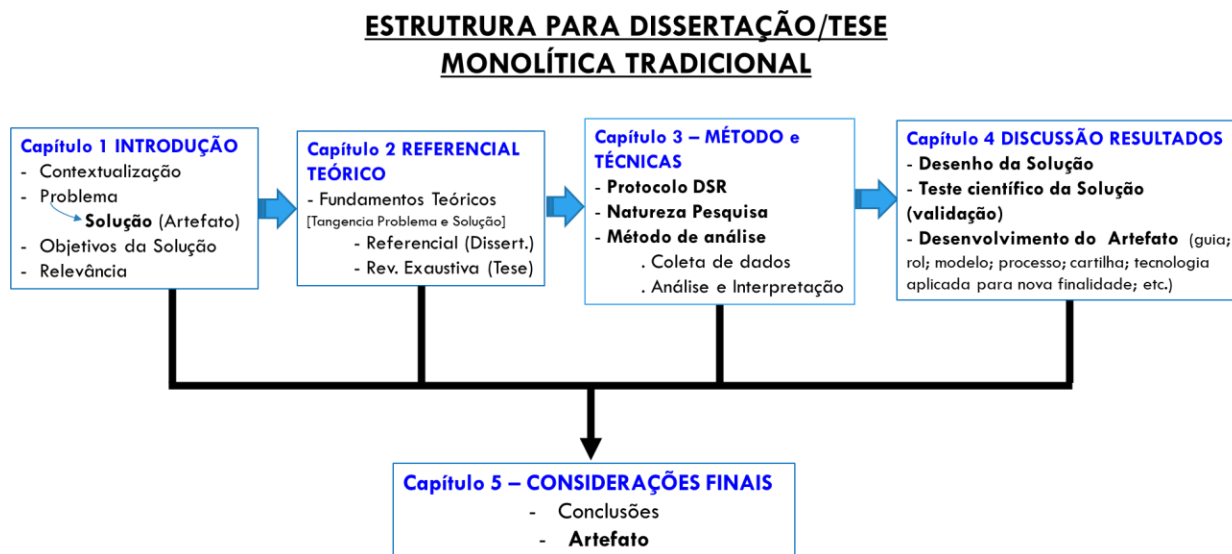 ESTRUTRURA PARA DISSERTAÇÃO/TESE
MONOLÍTICA TRADICIONAL
Capítulo 1 INTRODUÇÃO
- Contextualização
- Problema
Solução (Artefato)
- Objetivos da Solução
- Relevância
Capítulo 2 REFERENCIAL
TEÓRICO
- Fundamentos Teóricos
[Tangencia Problema e Solução]
- Referencial (Dissert.)
- Rev. Exaustiva (Tese)
Capítulo 3 – MÉTODO e
TÉCNICAS
- Protocolo DSR
- Natureza Pesquisa
- Método de análise
. Coleta de dados
. Análise e Interpretação
Capítulo 4 DISCUSSÃO RESULTADOS
- Desenho da Solução
- Teste científico da Solução
(validação)
- Desenvolvimento do Artefato (guia;
rol; modelo; processo; cartilha; tecnologia
aplicada para nova finalidade; etc.)
Capítulo 5 – CONSIDERAÇÕES FINAIS
- Conclusões
- Artefato